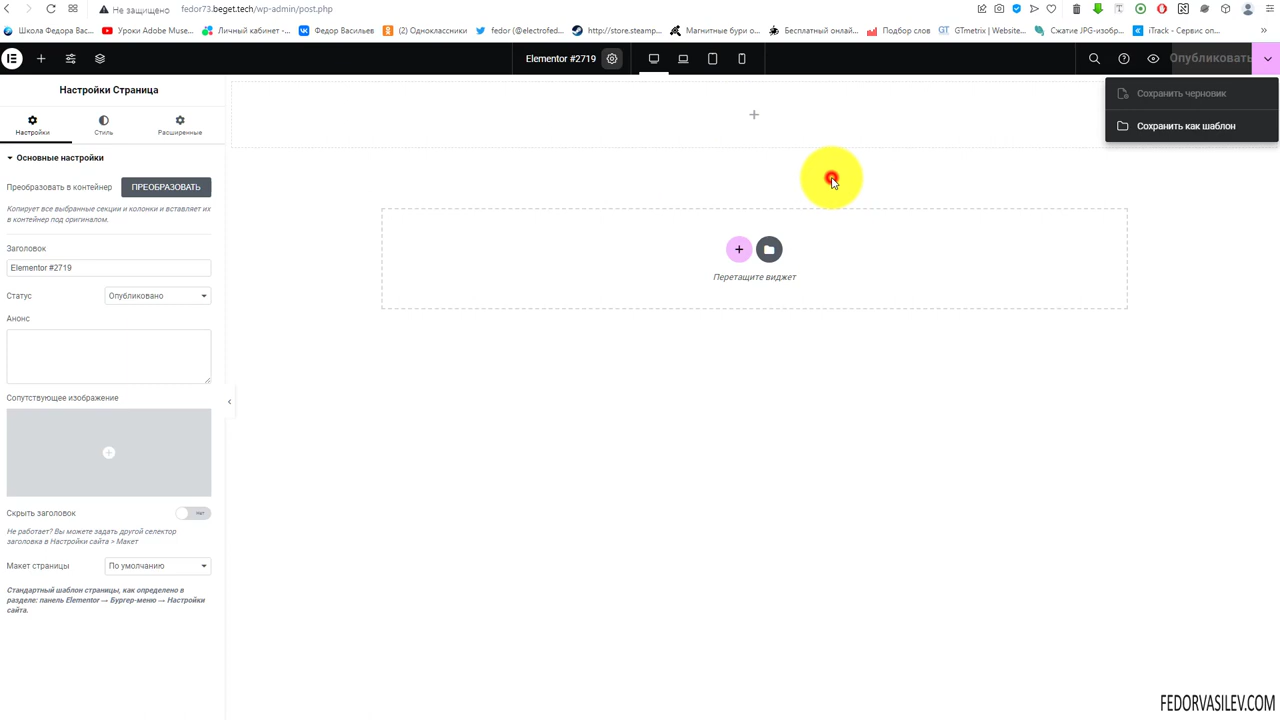 Не защищено
fedor73.beget.tech/wp-admin/post.php
Школа Федора Вас...
Уроки Adobe Muse...
Личный кабинет -...
Федор Васильев
(2) Одноклассники
fedor (@electrofed...
http://store.steamp...
Магнитные бури о...
Бесплатный онлай...
Подбор слов
GTmetrix | Website...
Сжатие JPG-изобр...
iTrack - Сервис оп...
Elementor #2719
Опубликовать
Сохранить черновик
Сохранить как шаблон
Настройки Страница
Настройки
Стиль
Расширенные
Основные настройки
Преобразовать в контейнер
ПРЕОБРАЗОВАТЬ
Копирует все выбранные секции и колонки и вставляет их
в контейнер под оригиналом.
Заголовок
Elementor #2719
Статус
Опубликовано
Анонс
Сопутствующее изображение
Скрыть заголовок
Нет
Не работает? Вы можете задать другой селектор
заголовка в Настройки сайта > Макет
Макет страницы
По умолчанию
Стандартный шаблон страницы, как определено в
разделе: панель Elementor → Бургер-меню → Настройки
сайта.
Перетащите виджет
FEDORVASILEV.COM